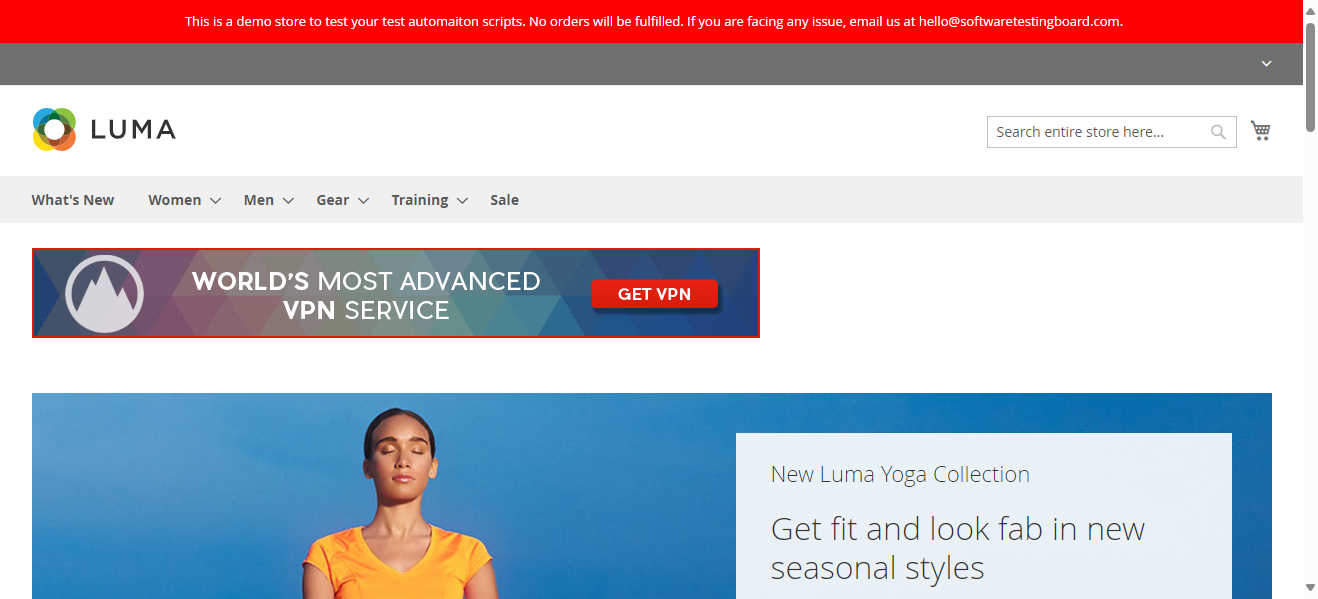 This is a demo store to test your test automaiton scripts. No orders will be fulfilled. If you are facing any issue, email us at hello@softwaretestingboard.com.
LUMA
Search entire store here...
What's New Women Men Gear Training Sale
WORLD'S MOST ADVANCED
VPN SERVICE
GET VPN
New Luma Yoga Collection
Get fit and look fab in new
seasonal styles